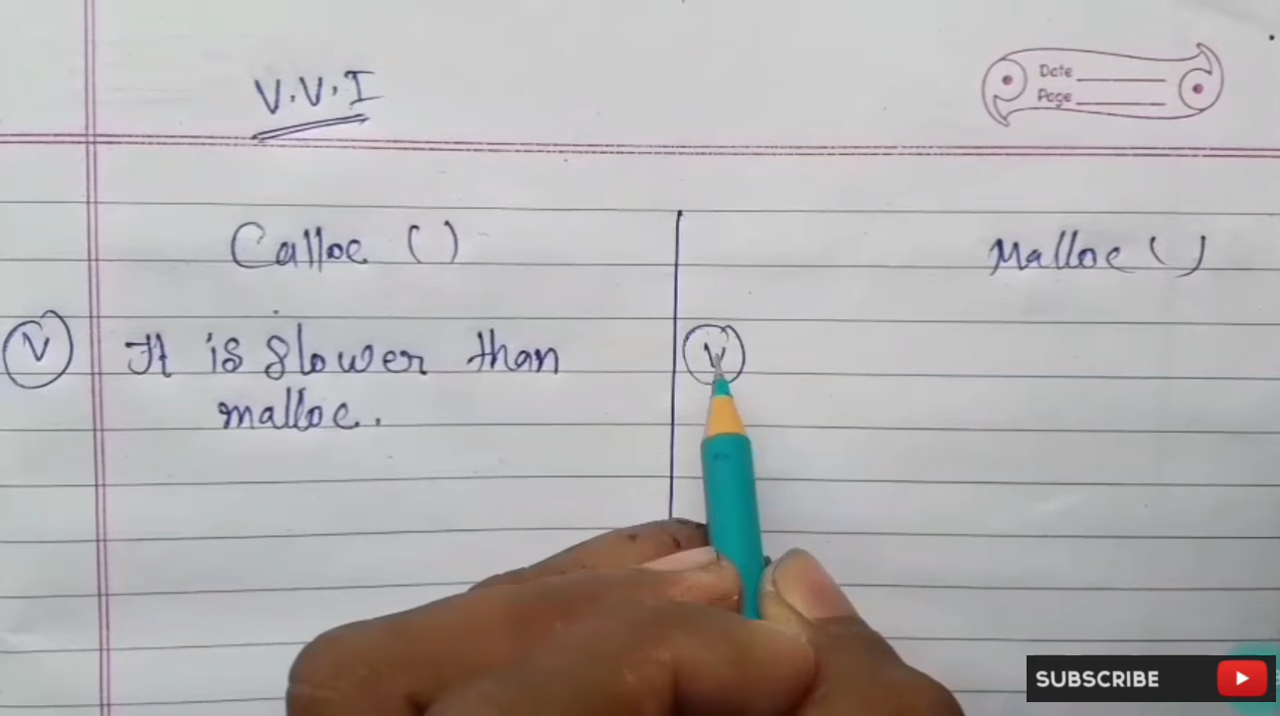 V.V.I
Date
Page
Calloc ()
Malloc ()
V It is slower than
malloc.
V
SUBSCRIBE